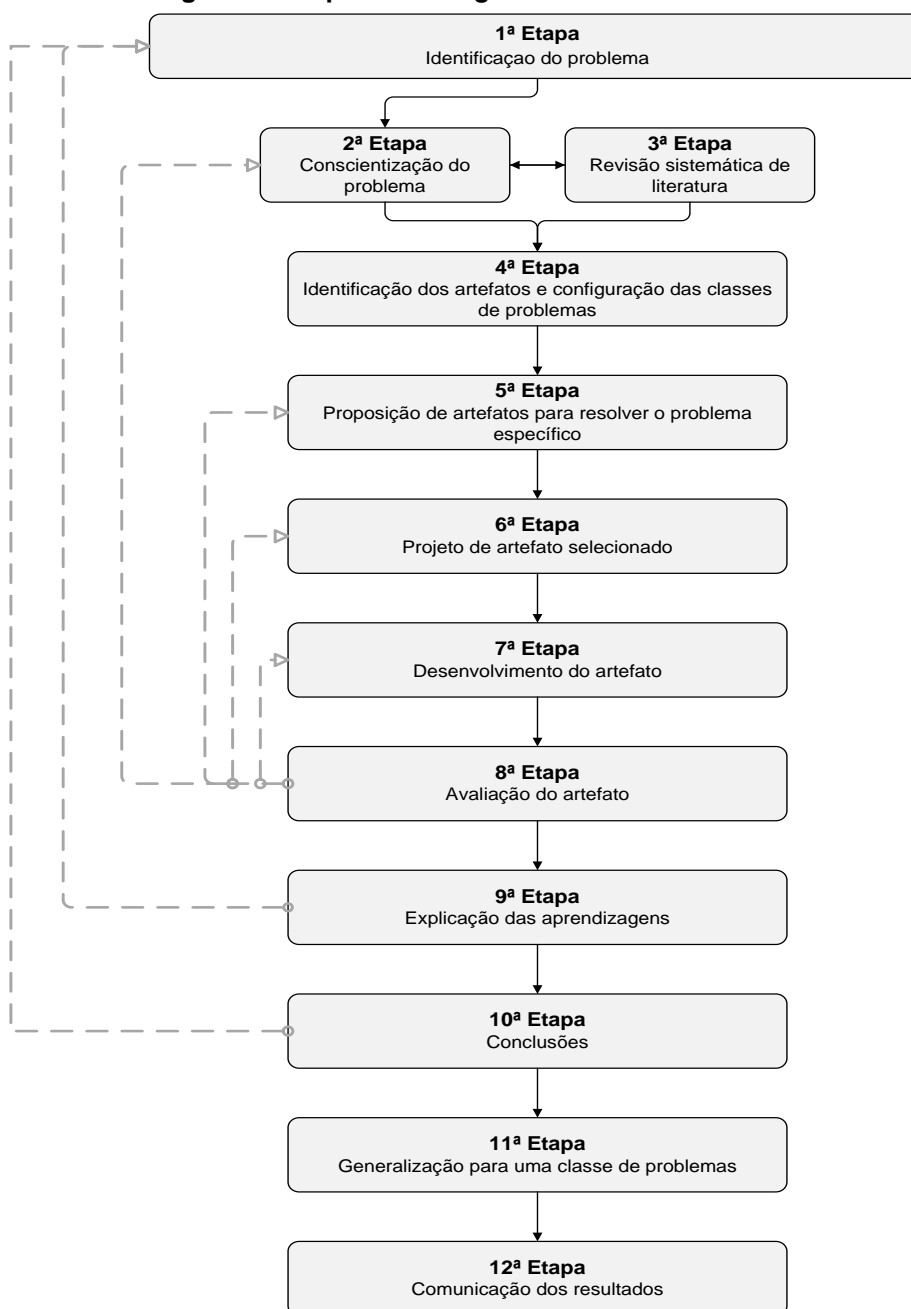 1ª Etapa
Identificaçao do problema
2ª Etapa
Conscientização do
problema
3ª Etapa
Revisão sistemática de
literatura
4ª Etapa
Identificação dos artefatos e configuração das classes
de problemas
5ª Etapa
Proposição de artefatos para resolver o problema
específico
6ª Etapa
Projeto de artefato selecionado
7ª Etapa
Desenvolvimento do artefato
8ª Etapa
Avaliação do artefato
9ª Etapa
Explicação das aprendizagens
10ª Etapa
Conclusões
11ª Etapa
Generalização para uma classe de problemas
12ª Etapa
Comunicação dos resultados